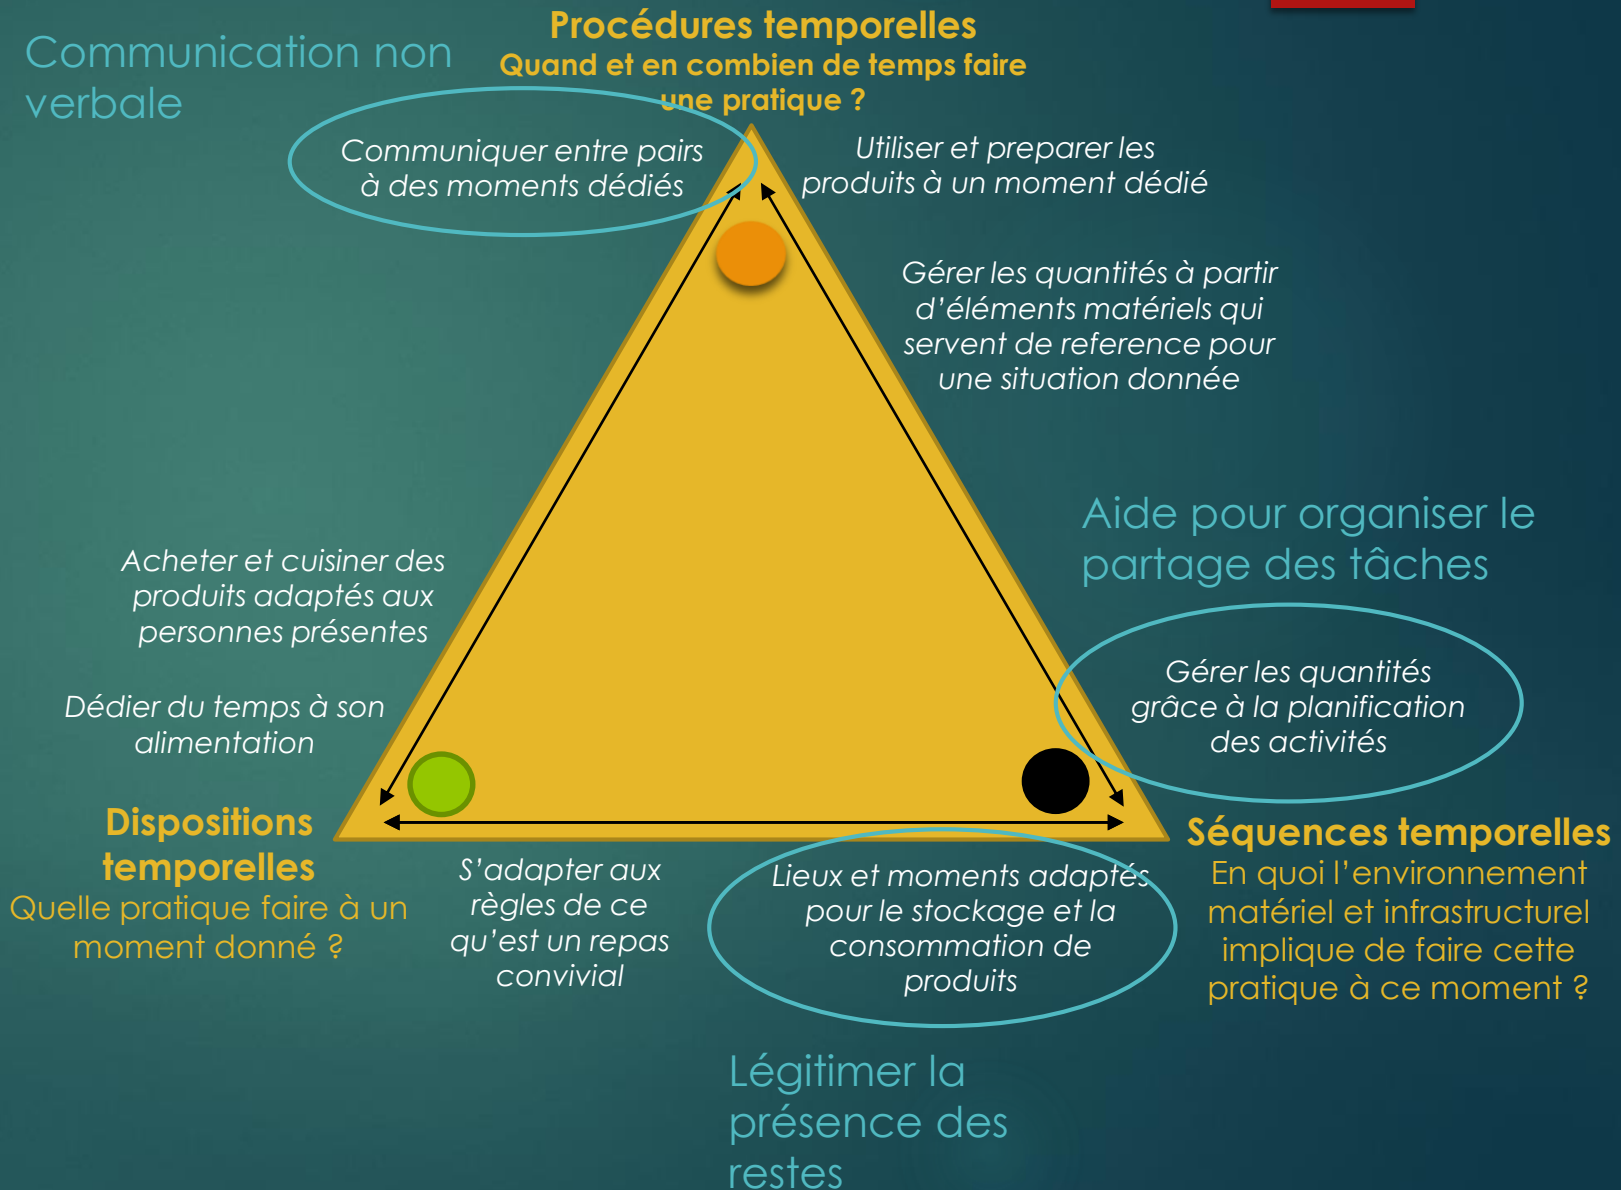 Communication non
verbale
Procédures temporelles
Quand et en combien de temps faire
une pratique ?
Communiquer entre pairs
à des moments dédiés
Utiliser et preparer les
produits à un moment dédié
Gérer les quantités à partir
d’éléments matériels qui
servent de reference pour
une situation donnée
Aide pour organiser le
partage des tâches
Acheter et cuisiner des
produits adaptés aux
personnes présentes
Gérer les quantités
grâce à la planification
des activités
Dédier du temps à son
alimentation
Dispositions
temporelles
Quelle pratique faire à un
moment donné ?
S’adapter aux
règles de ce
qu’est un repas
convivial
Lieux et moments adaptés
pour le stockage et la
consommation de
produits
Séquences temporelles
En quoi l’environnement
matériel et infrastructurel
implique de faire cette
pratique à ce moment ?
Légitimer la
présence des
restes